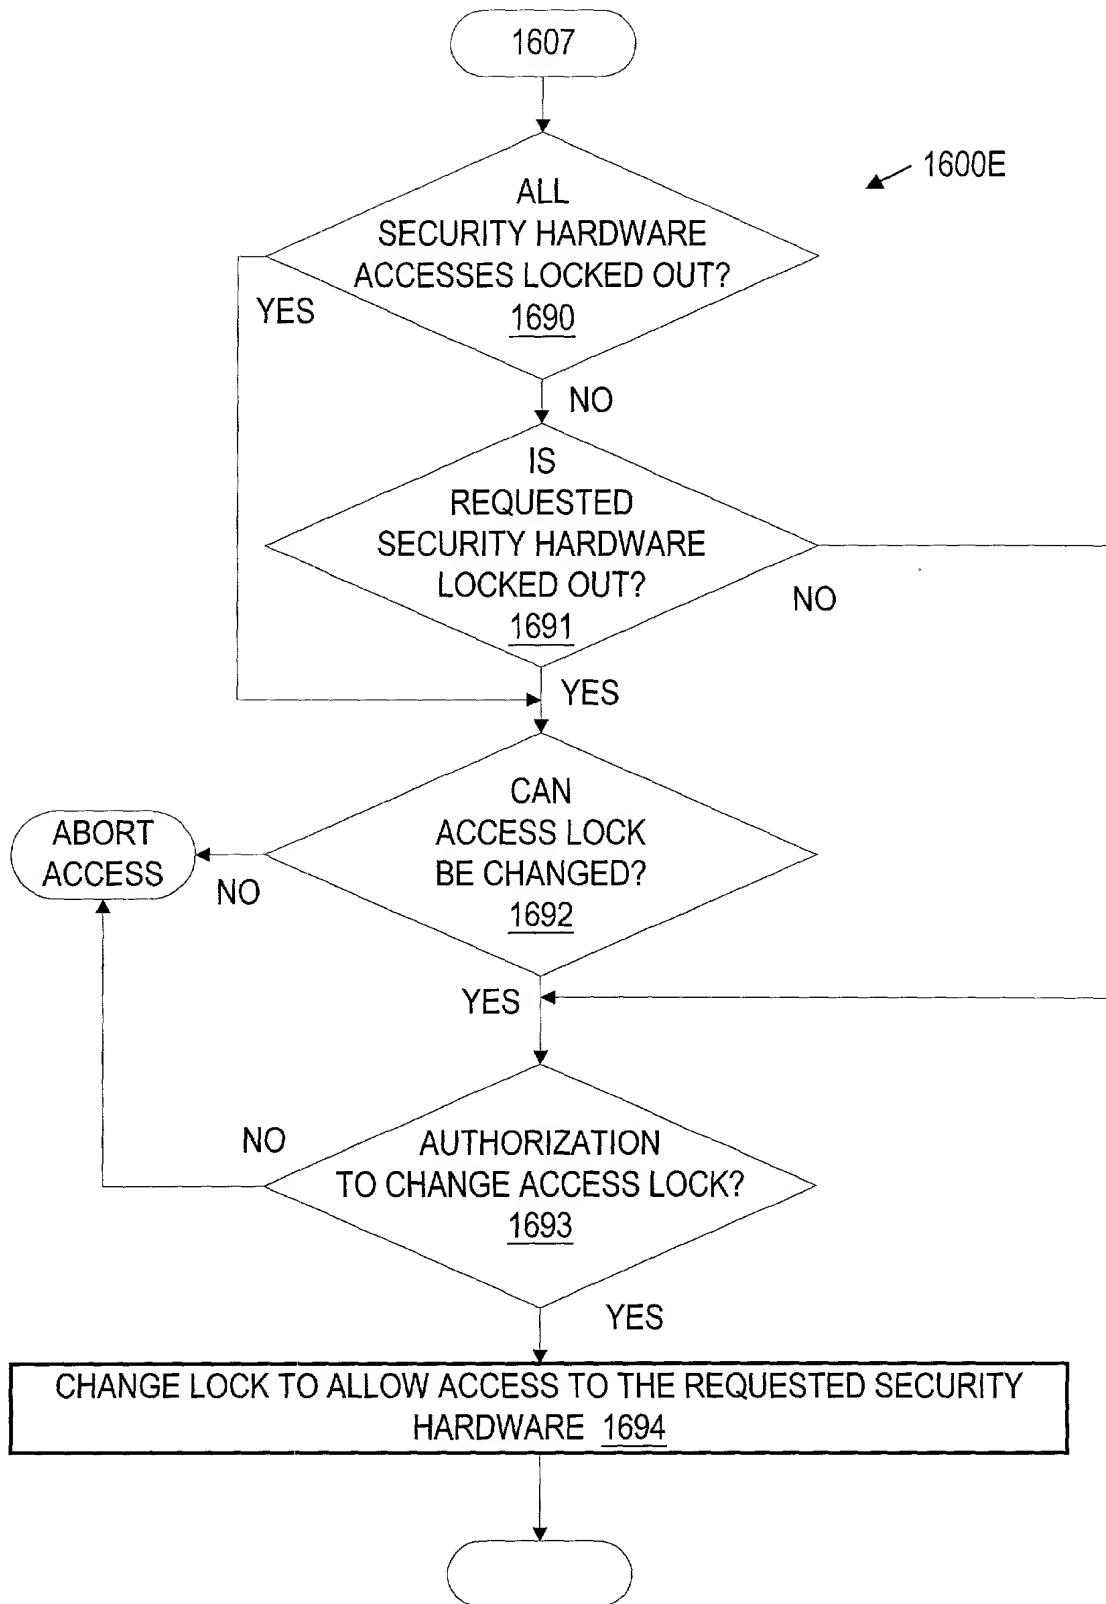 1607
1600E
ALL
SECURITY HARDWARE
ACCESSES LOCKED OUT?
1690
YES
NO
IS
REQUESTED
SECURITY HARDWARE
LOCKED OUT?
1691
NO
YES
CAN
ACCESS LOCK
BE CHANGED?
1692
ABORT
ACCESS
NO
YES
NO
AUTHORIZATION
TO CHANGE ACCESS LOCK?
1693
YES
CHANGE LOCK TO ALLOW ACCESS TO THE REQUESTED SECURITY
HARDWARE 1694